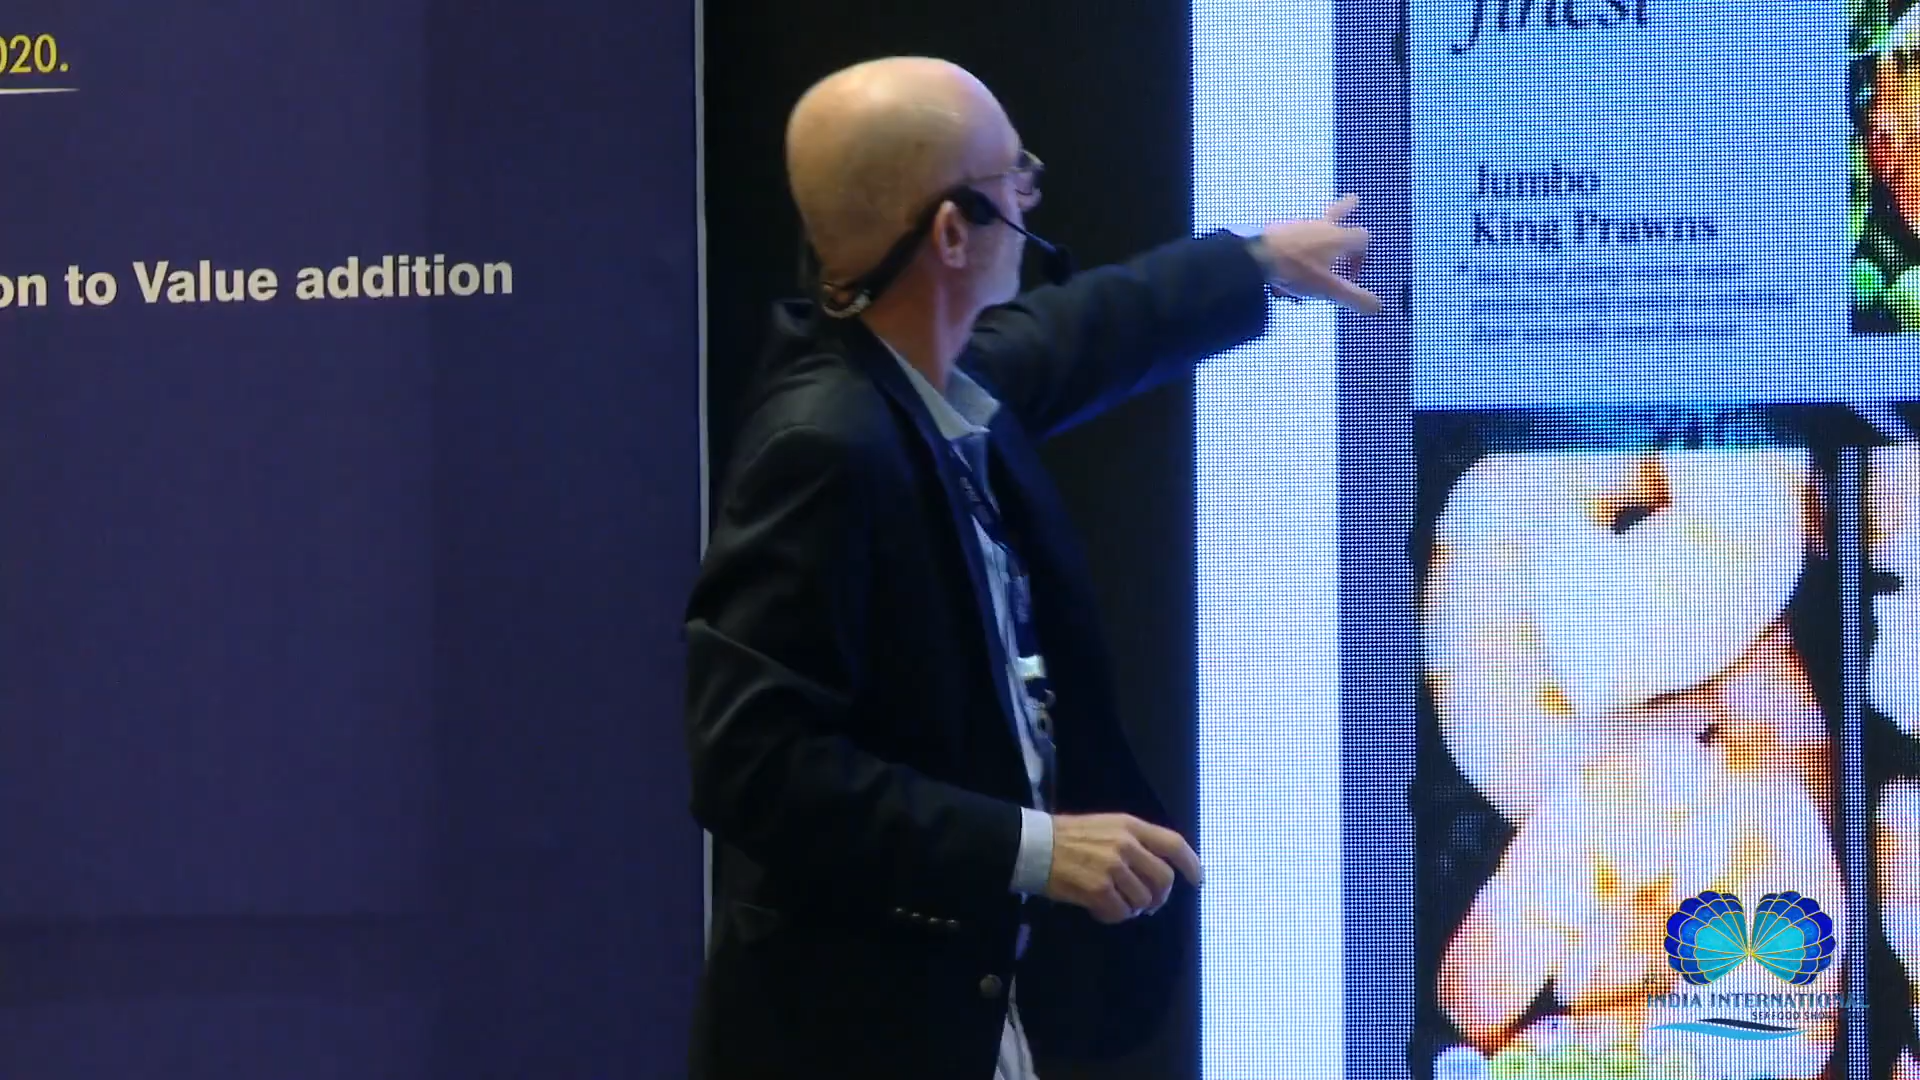 020.
on to Value addition
finest
Jumbo
King Prawns
INDIA INTERNATIONAL
SEAFOOD SHOW